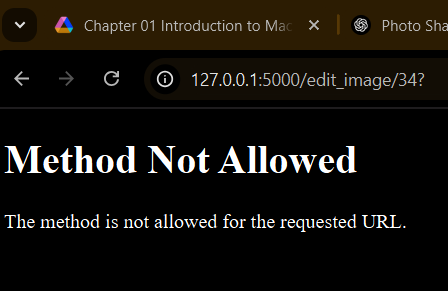 Chapter 01 Introduction to Mac
Photo Sha
127.0.0.1:5000/edit_image/34?
Method Not Allowed
The method is not allowed for the requested URL.